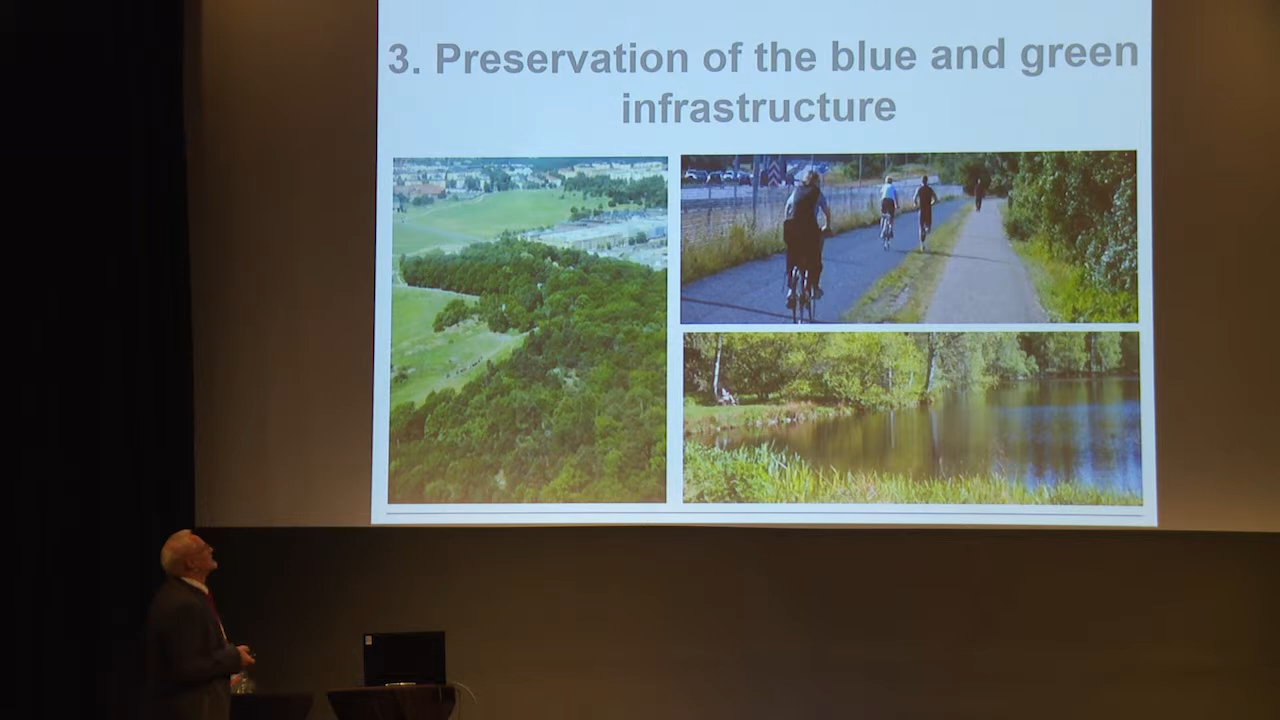 3. Preservation of the blue and green
infrastructure